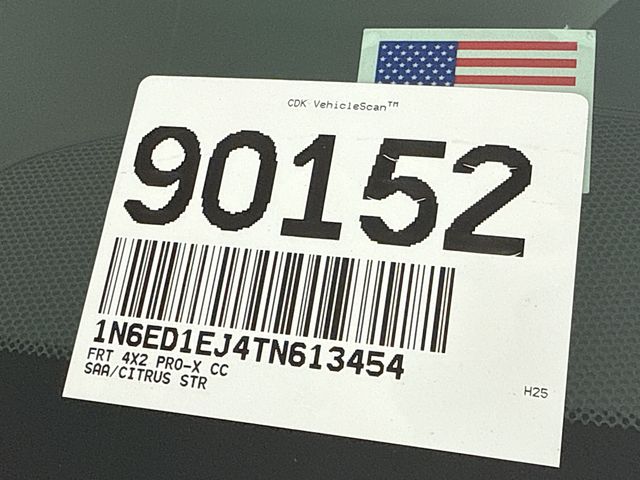 CDK VehicleScan™
90152
1N6ED1EJ4TN613454
FRT 4X2 PRO-X CC
SAA/CITRUS STR
H25